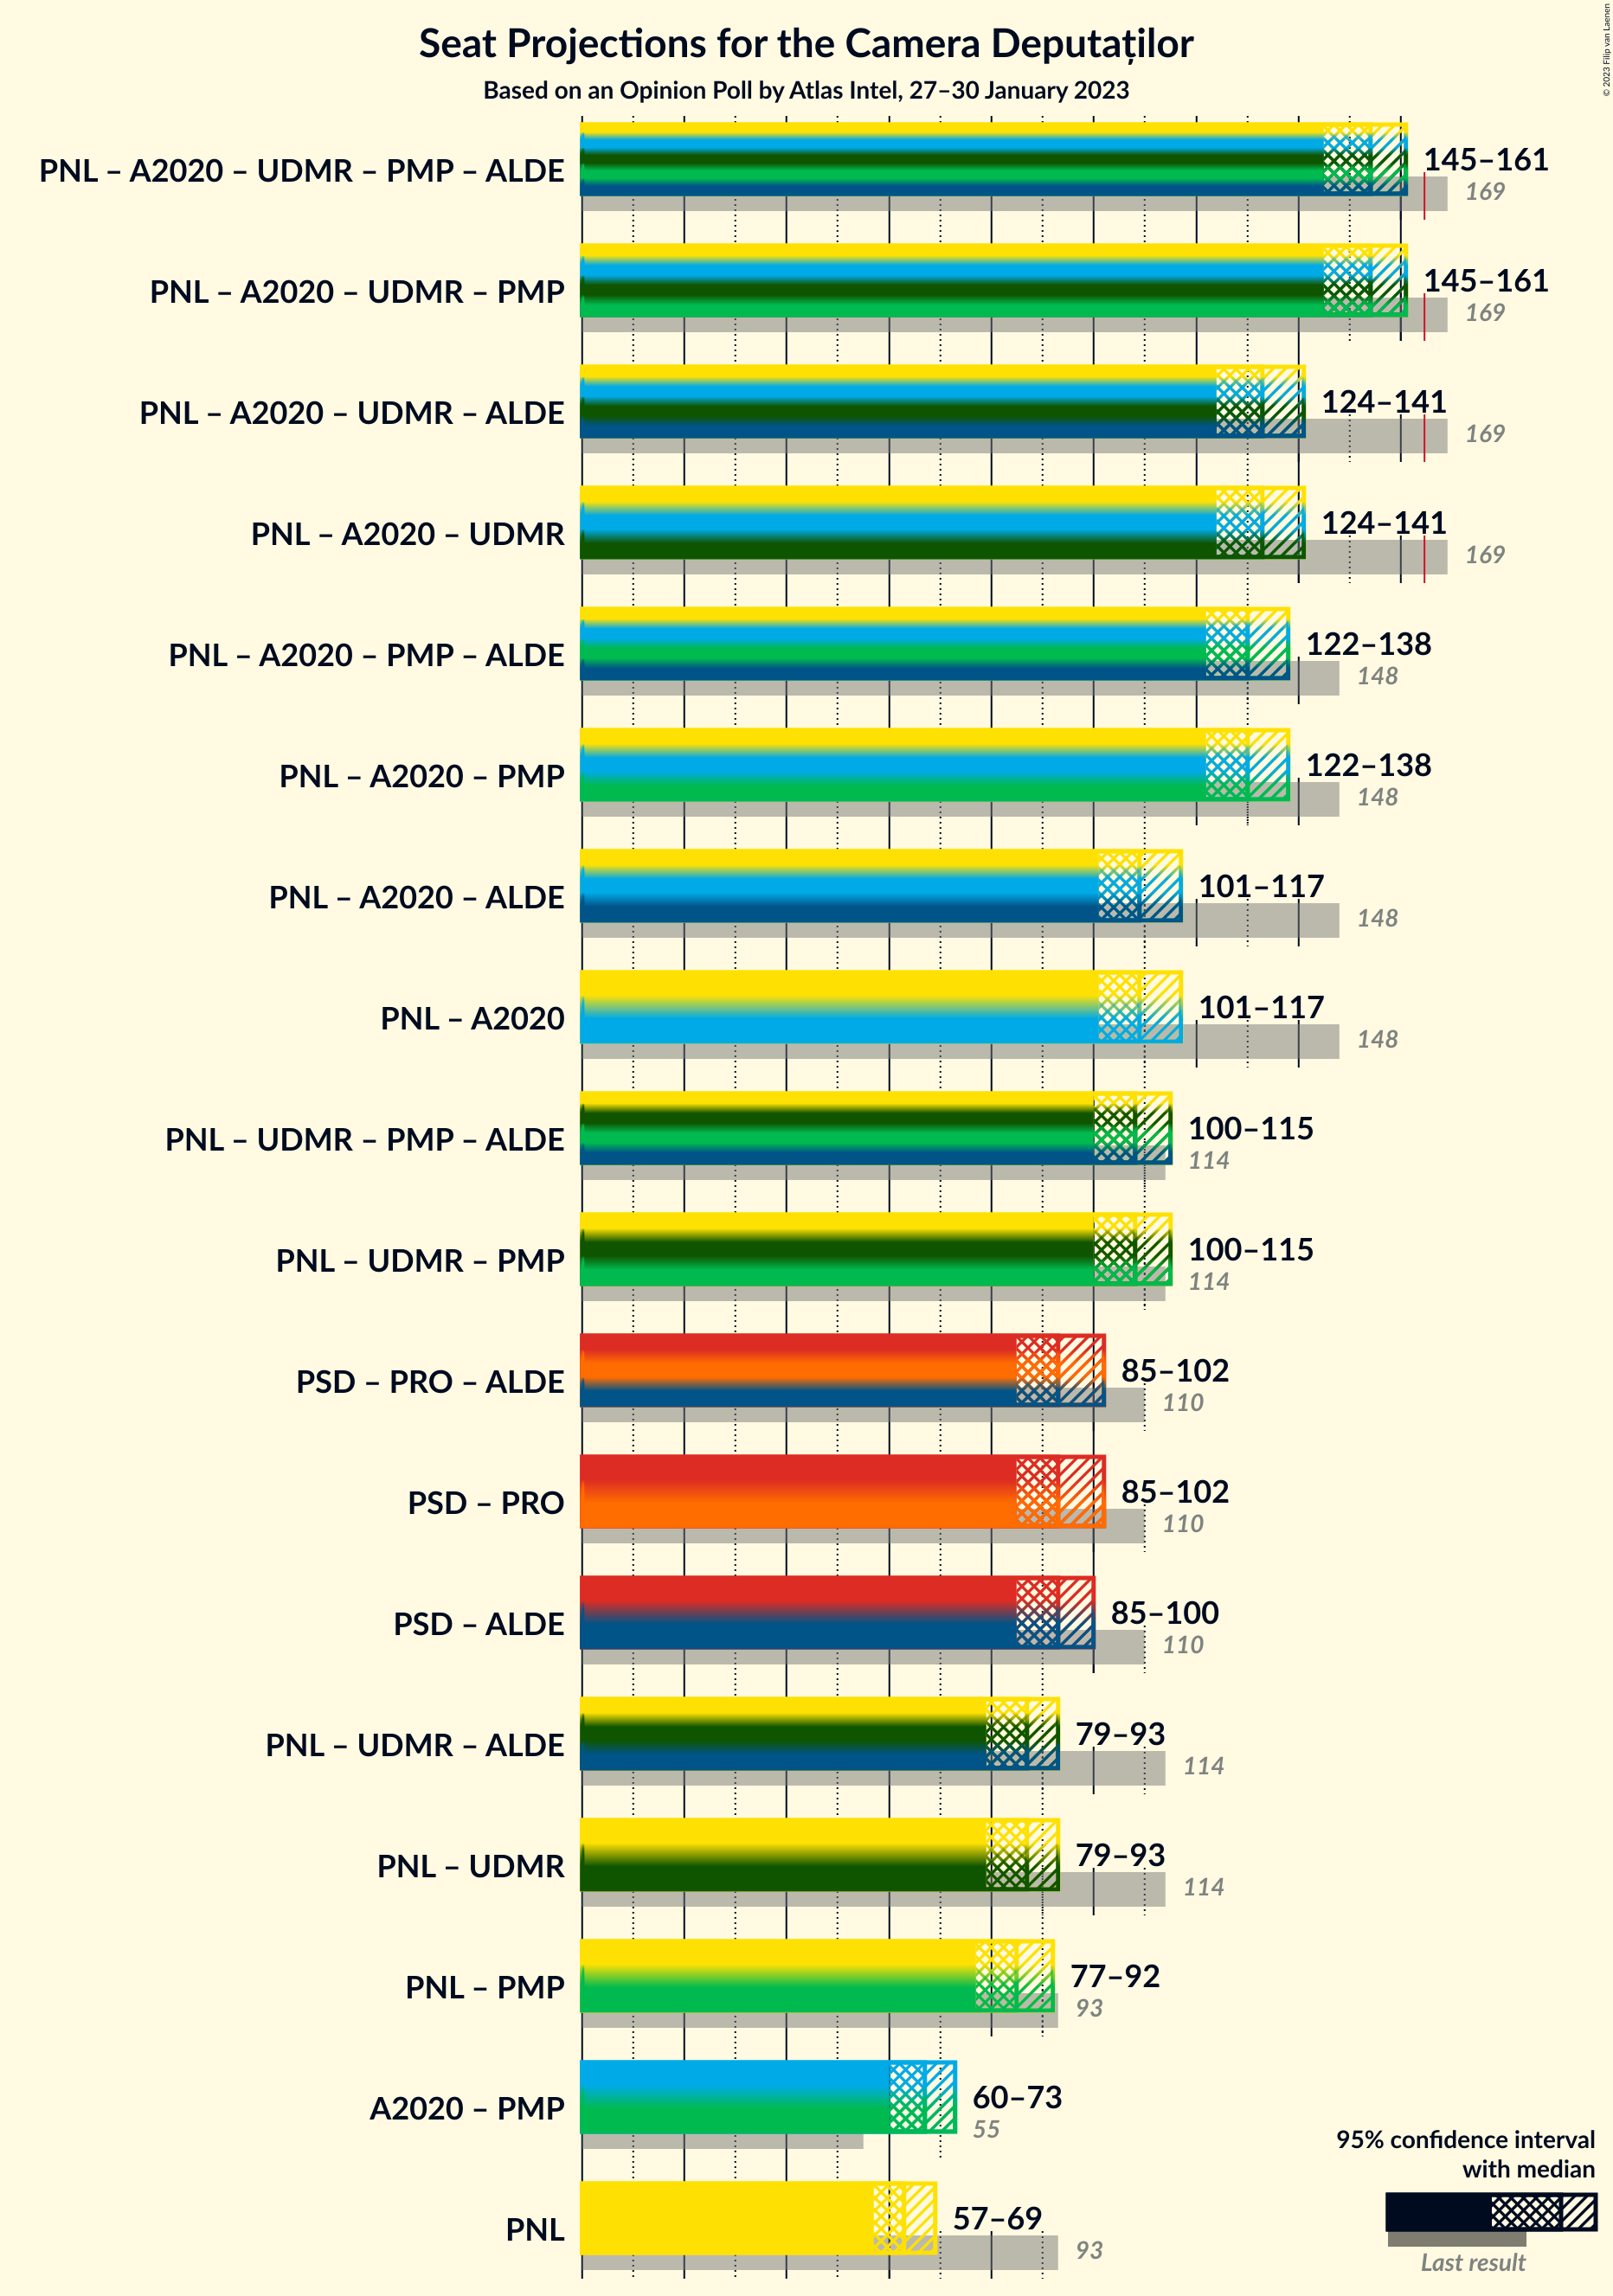 Seat Projections for the Camera Deputaților
Based on an Opinion Poll by Atlas Intel, 27–30 January 2023
© 2023 Filip van Laenen
PNL – A2020 – UDMR – PMP – ALDE
145–161
169
PNL – A2020 – UDMR – PMP
145–161
169
PNL – A2020 – UDMR – ALDE
124–141
169
PNL – A2020 – UDMR
124–141
169
PNL – A2020 – PMP – ALDE
122–138
148
PNL – A2020 – PMP
122–138
148
PNL – A2020 – ALDE
101–117
148
PNL – A2020
101–117
148
PNL – UDMR – PMP – ALDE
100–115
114
PNL – UDMR – PMP
100–115
114
PSD – PRO – ALDE
85–102
110
PSD – PRO
85–102
110
PSD – ALDE
85–100
110
PNL – UDMR – ALDE
79–93
114
PNL – UDMR
79–93
114
PNL – PMP
77–92
93
A2020 – PMP
60–73
55
PNL
57–69
93
95% confidence interval
with median
Last result